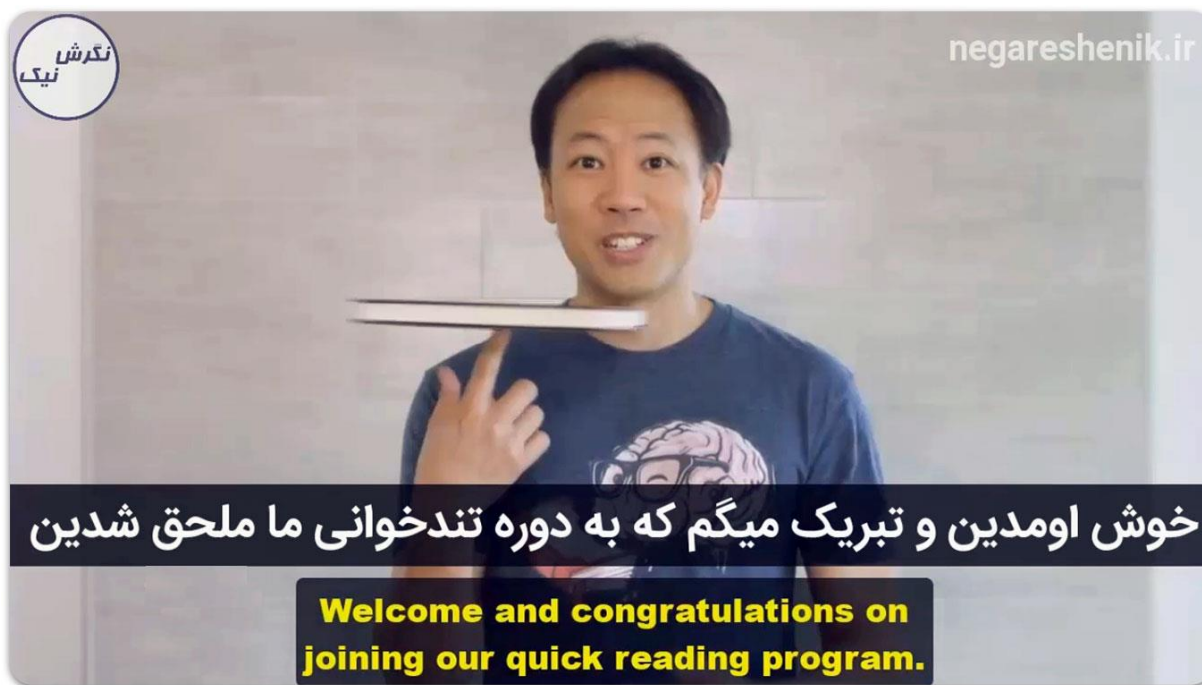 نگرش
نیک
negareshenik.ir
خوش اومدین و تبریک میگم که به دوره تندخوانی ما ملحق شدین
Welcome and congratulations on
joining our quick reading program.